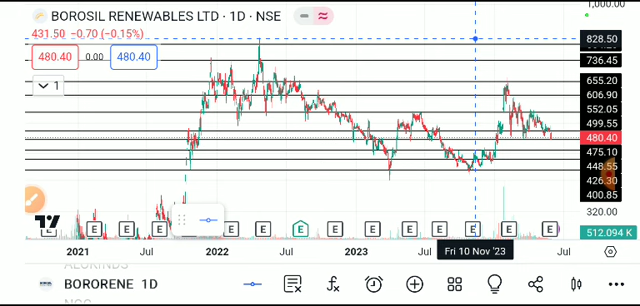 BOROSIL RENEWABLES LTD · 1D · NSE
431.50 −0.70 (−0.15%)
480.40 0.00 480.40
1
1,000.00
828.50
736.45
655.20
606.90
552.05
499.55
480.40
475.10
448.55
426.30
400.85
320.00
512.094 K
E E E E E E E E E E E E
2021 Jul 2022 Jul 2023 Jul Fri 10 Nov '23 Jul
BORORENE 1D